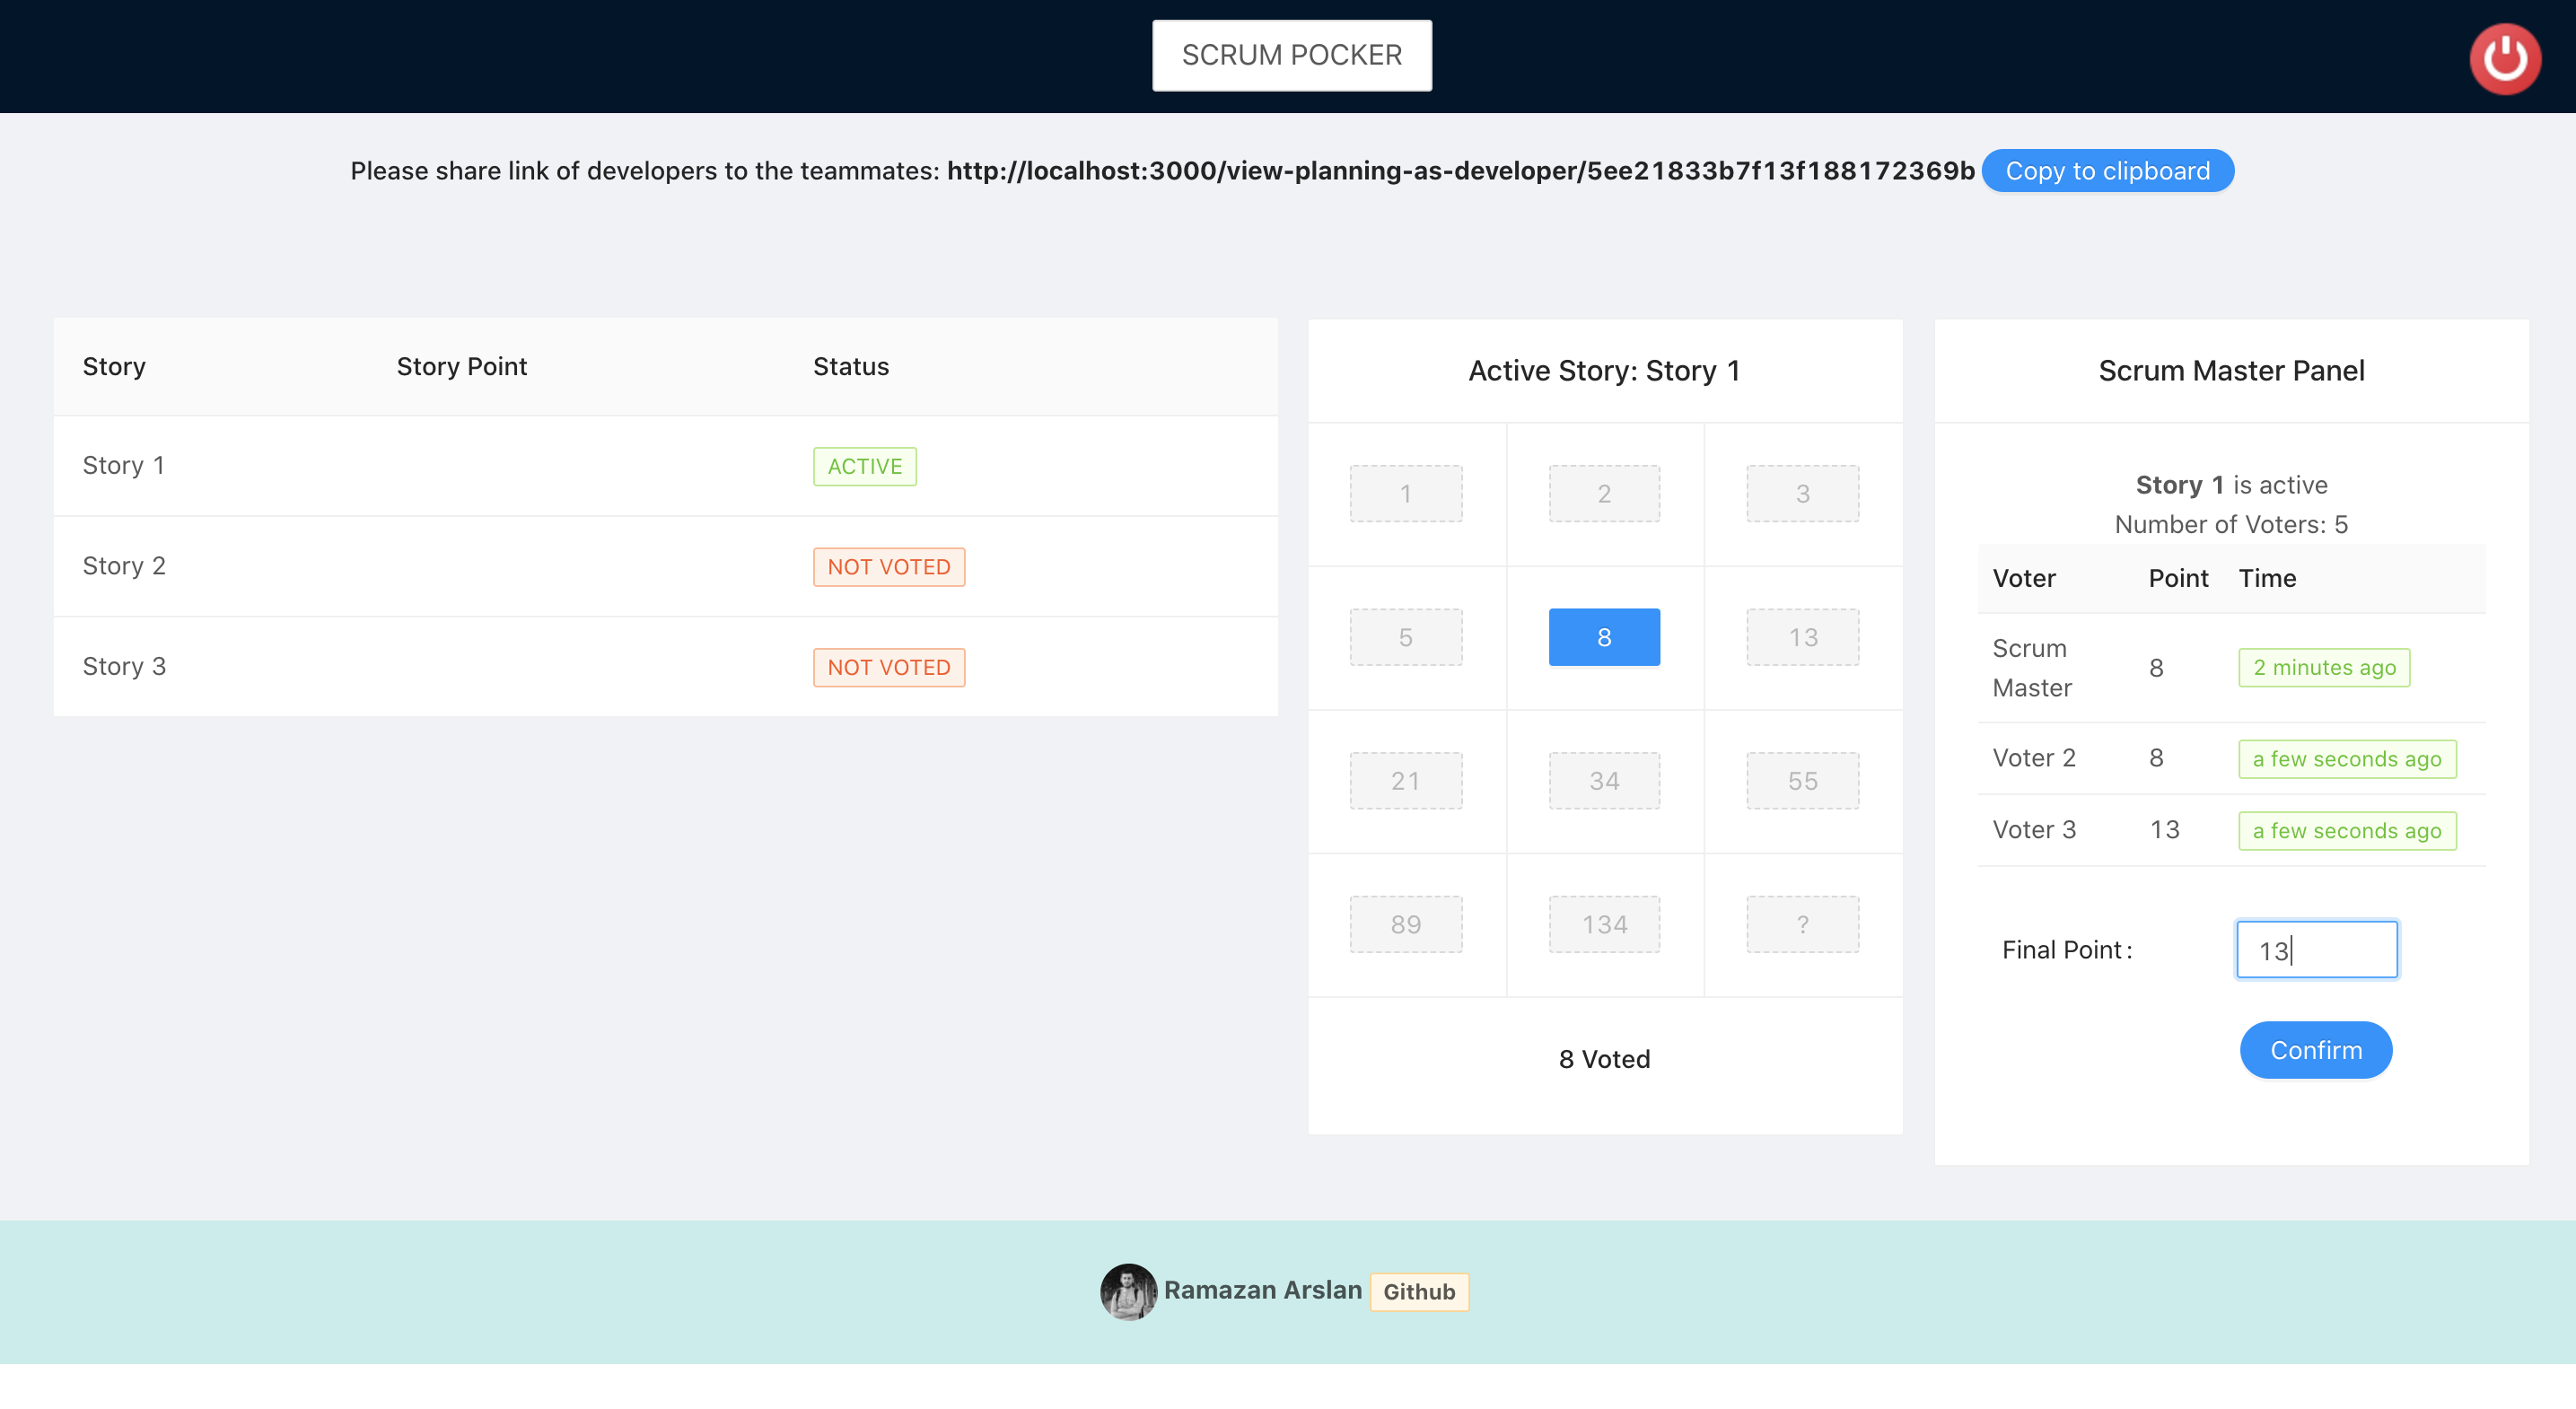 SCRUM POCKER
Please share link of developers to the teammates: http://localhost:3000/view-planning-as-developer/5ee21833b7f13f188172369b Copy to clipboard
Story Story Point Status
Story 1 ACTIVE
Story 2 NOT VOTED
Story 3 NOT VOTED
Active Story: Story 1
1 2 3
5 8 13
21 34 55
89 134 ?
8 Voted
Scrum Master Panel
Story 1 is active
Number of Voters: 5
Voter Point Time
Scrum Master 8 2 minutes ago
Voter 2 8 a few seconds ago
Voter 3 13 a few seconds ago
Final Point: 13
Confirm
Ramazan Arslan Github